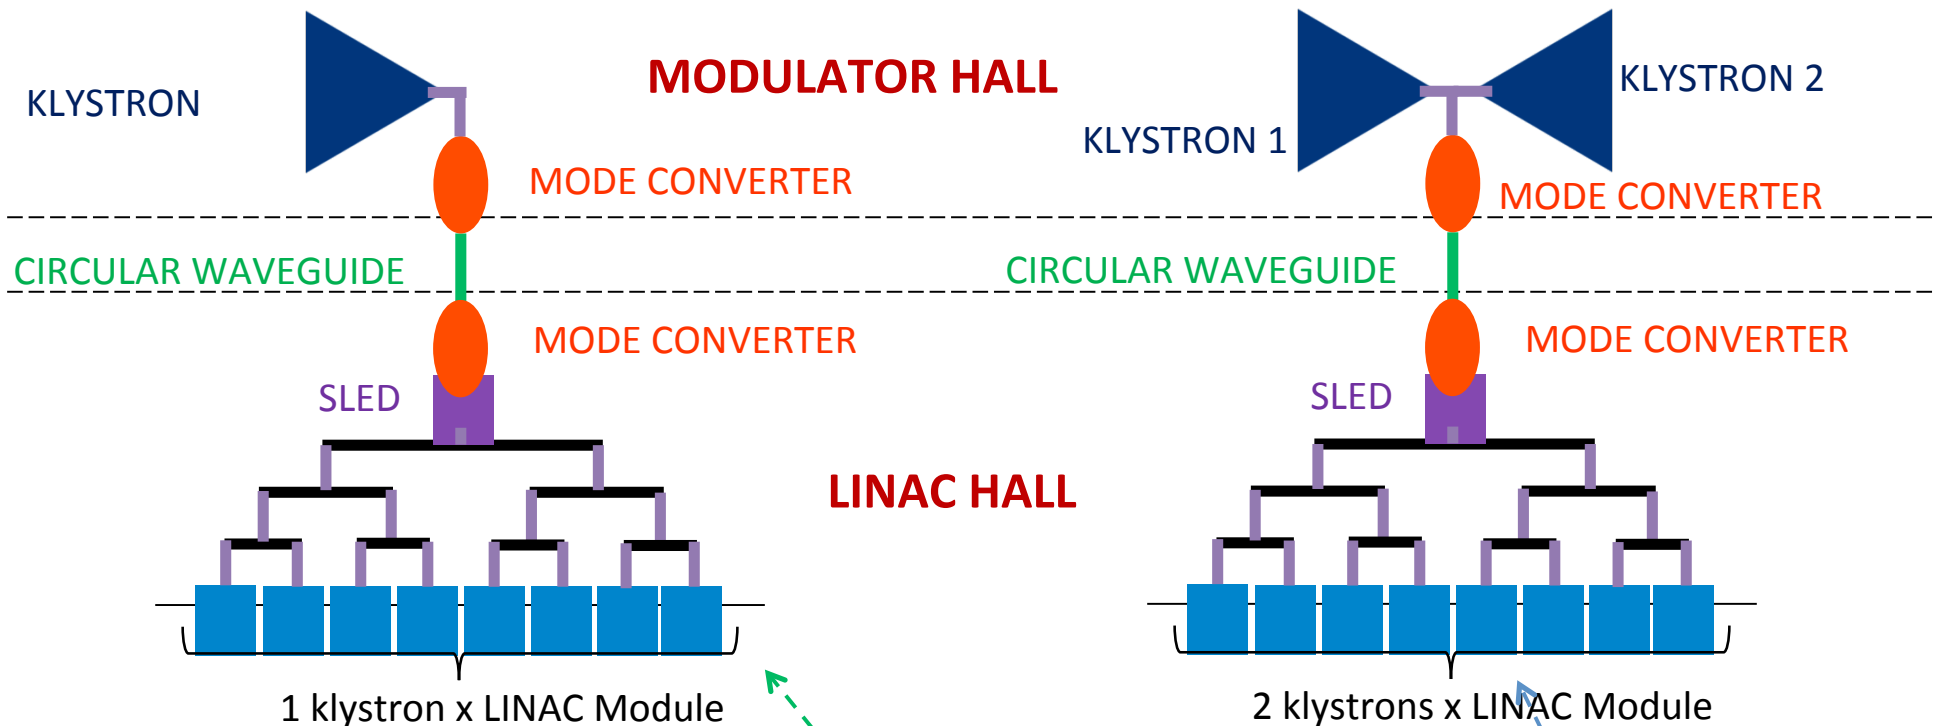 MODULATOR HALL
KLYSTRON
KLYSTRON 2
KLYSTRON 1
MODE CONVERTER
MODE CONVERTER
CIRCULAR WAVEGUIDE
CIRCULAR WAVEGUIDE
MODE CONVERTER
MODE CONVERTER
SLED
SLED
LINAC HALL
1 klystron x LINAC Module
2 klystrons x LINAC Module